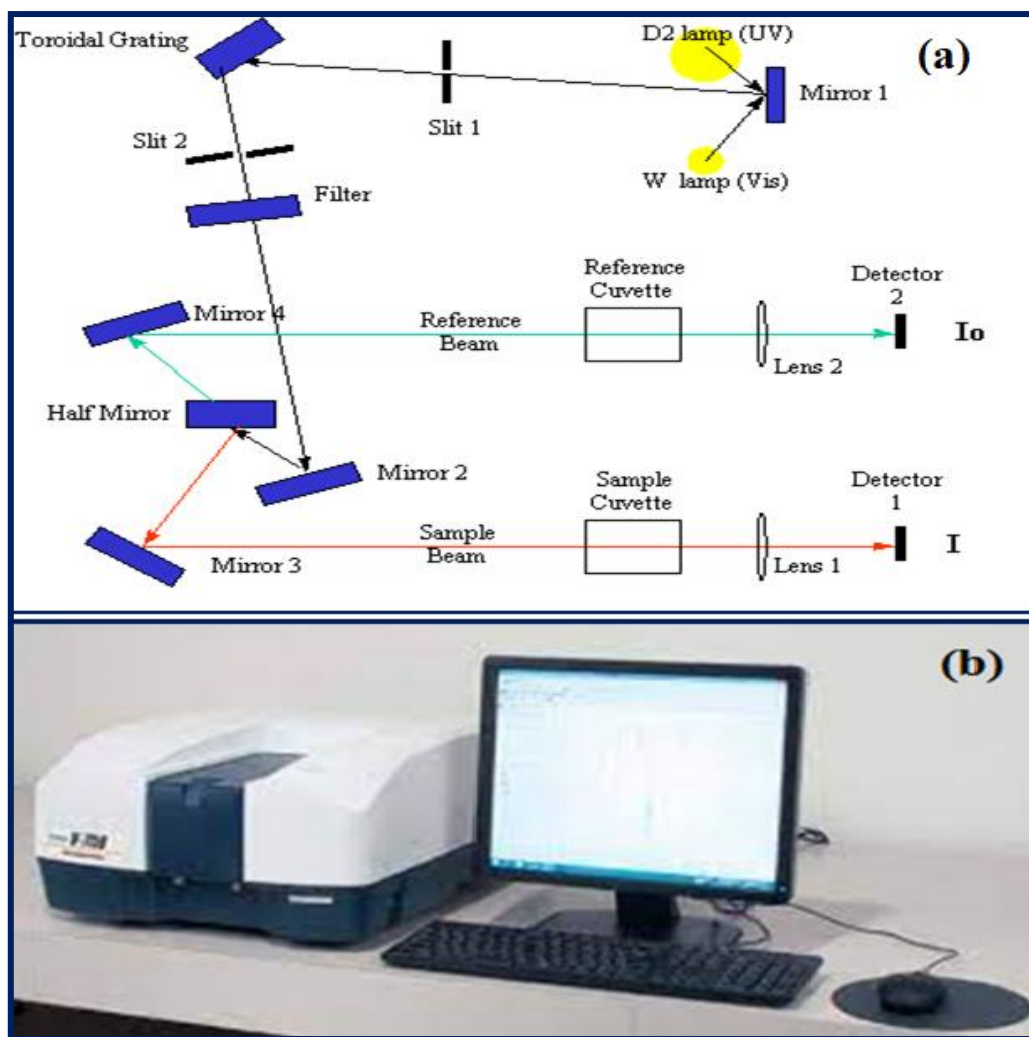 Toroidal Grating
D2 lamp (UV)
(a)
Mirror 1
Slit 1
Slit 2
W lamp (Vis)
Filter
Reference
Cuvette
Detector
2
Mirror 4
Reference
Beam
Io
Lens 2
Half Mirror
Mirror 2
Sample
Cuvette
Detector
1
Sample
Beam
I
Mirror 3
Lens 1
(b)